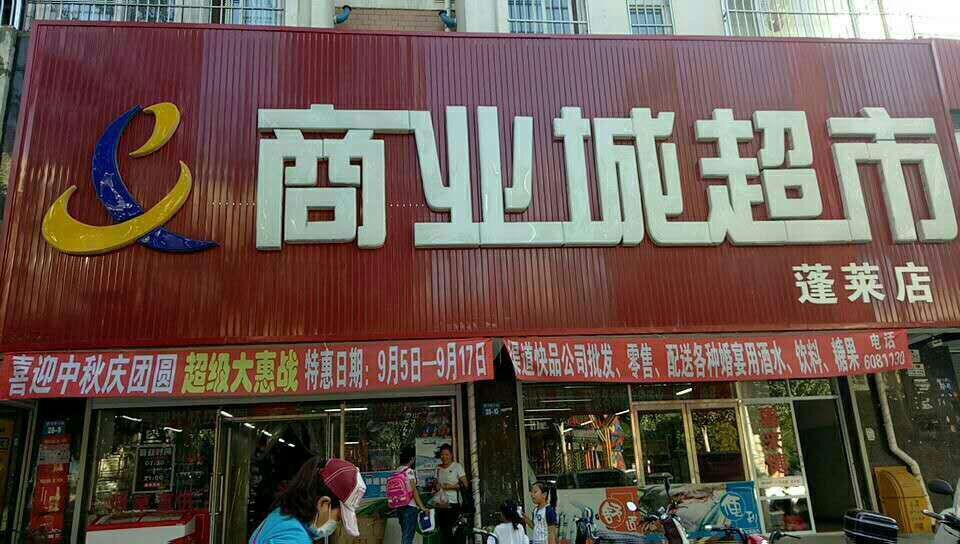 商业城超市
蓬莱店
喜迎中秋庆团圆 超级大惠战 特惠日期：9月5日—9月17日
渠道快品公司批发、零售、配送各种婚宴用酒水、饮料、糖果
电话
便利